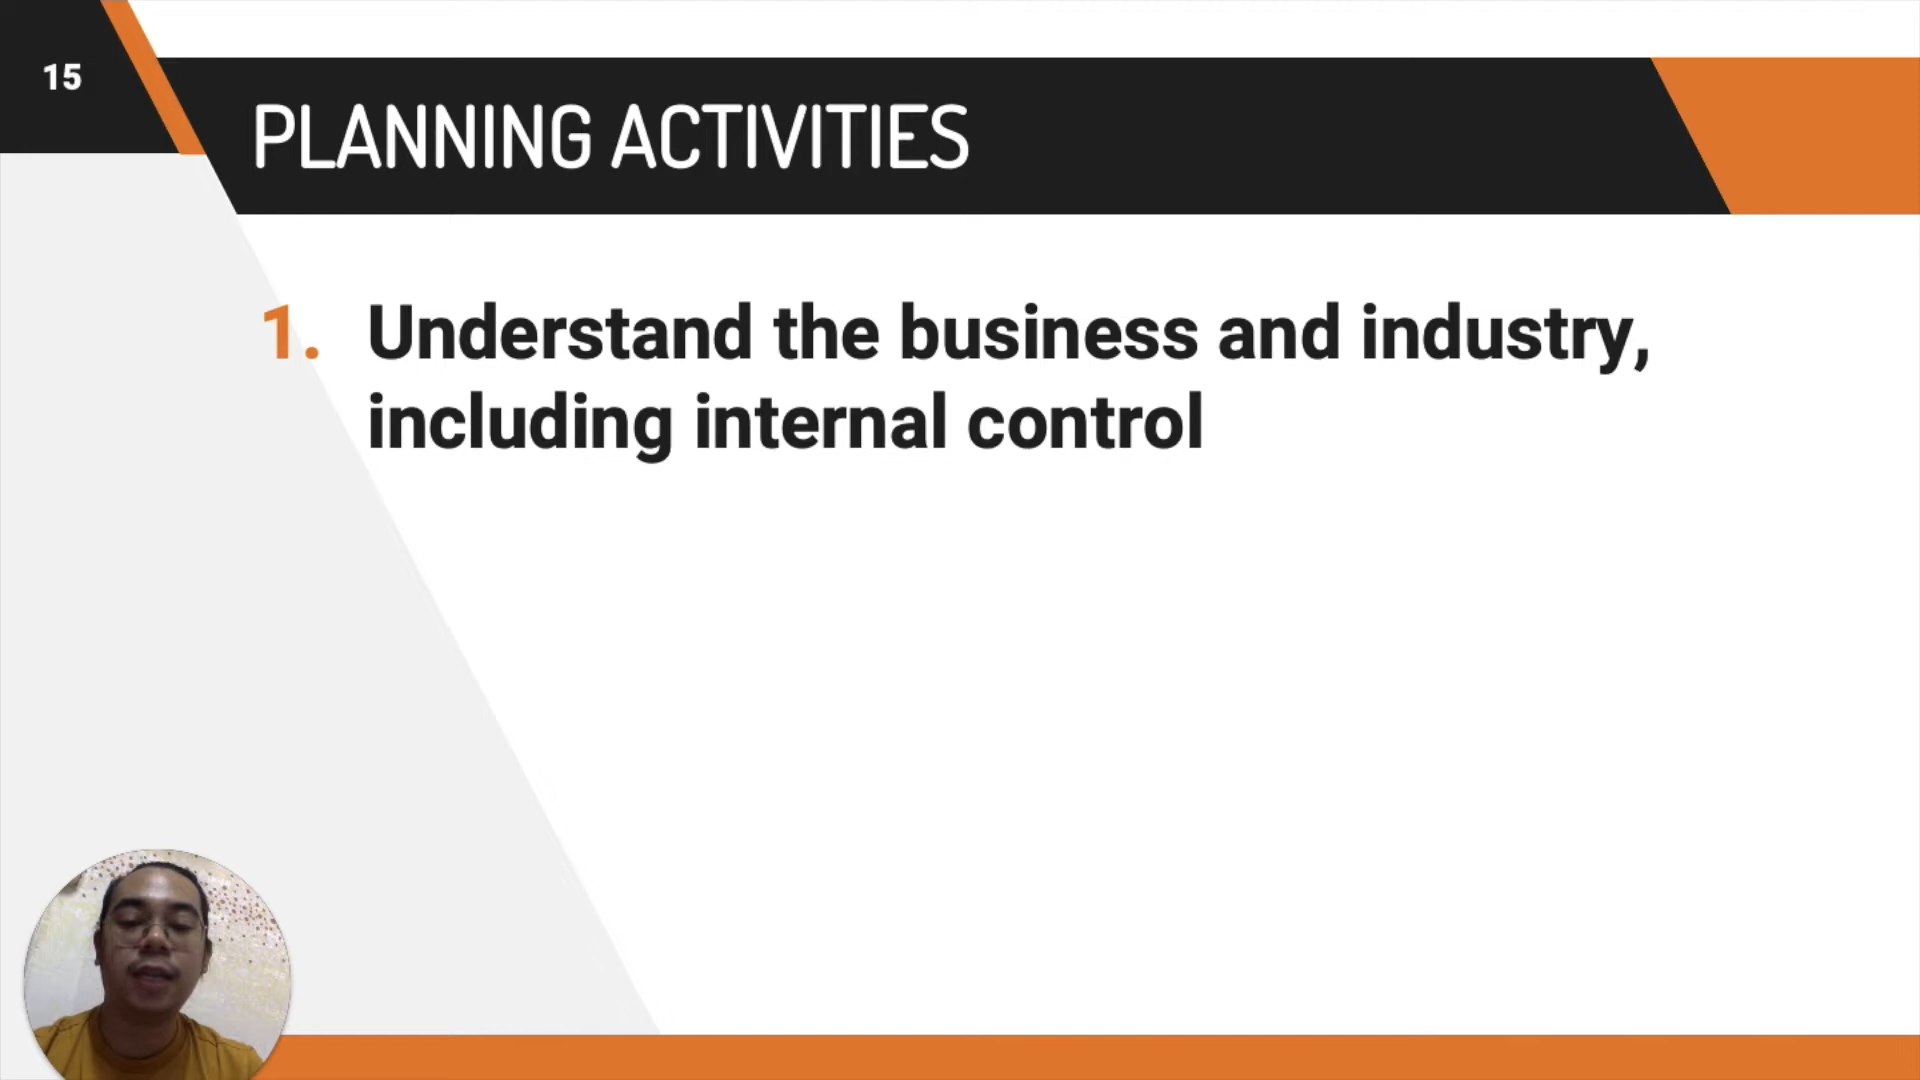 15
PLANNING ACTIVITIES
1. Understand the business and industry,
including internal control